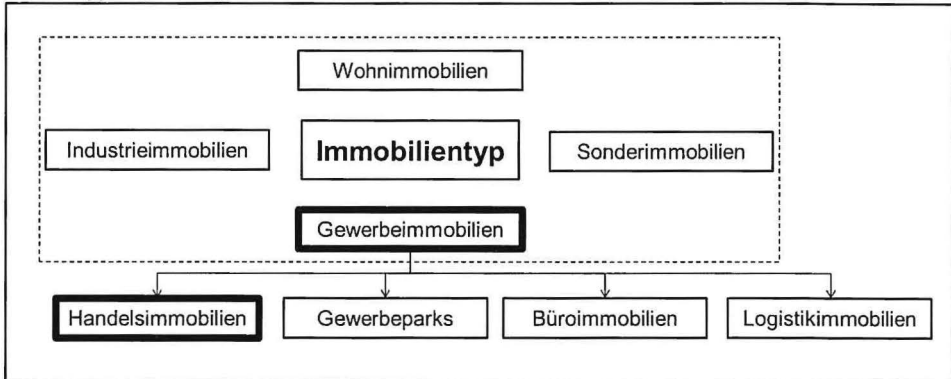 Wohnimmobilien
Industrieimmobilien
Immobilientyp
Sonderimmobilien
Gewerbeimmobilien
Handelsimmobilien
Gewerbeparks
Büroimmobilien
Logistikimmobilien